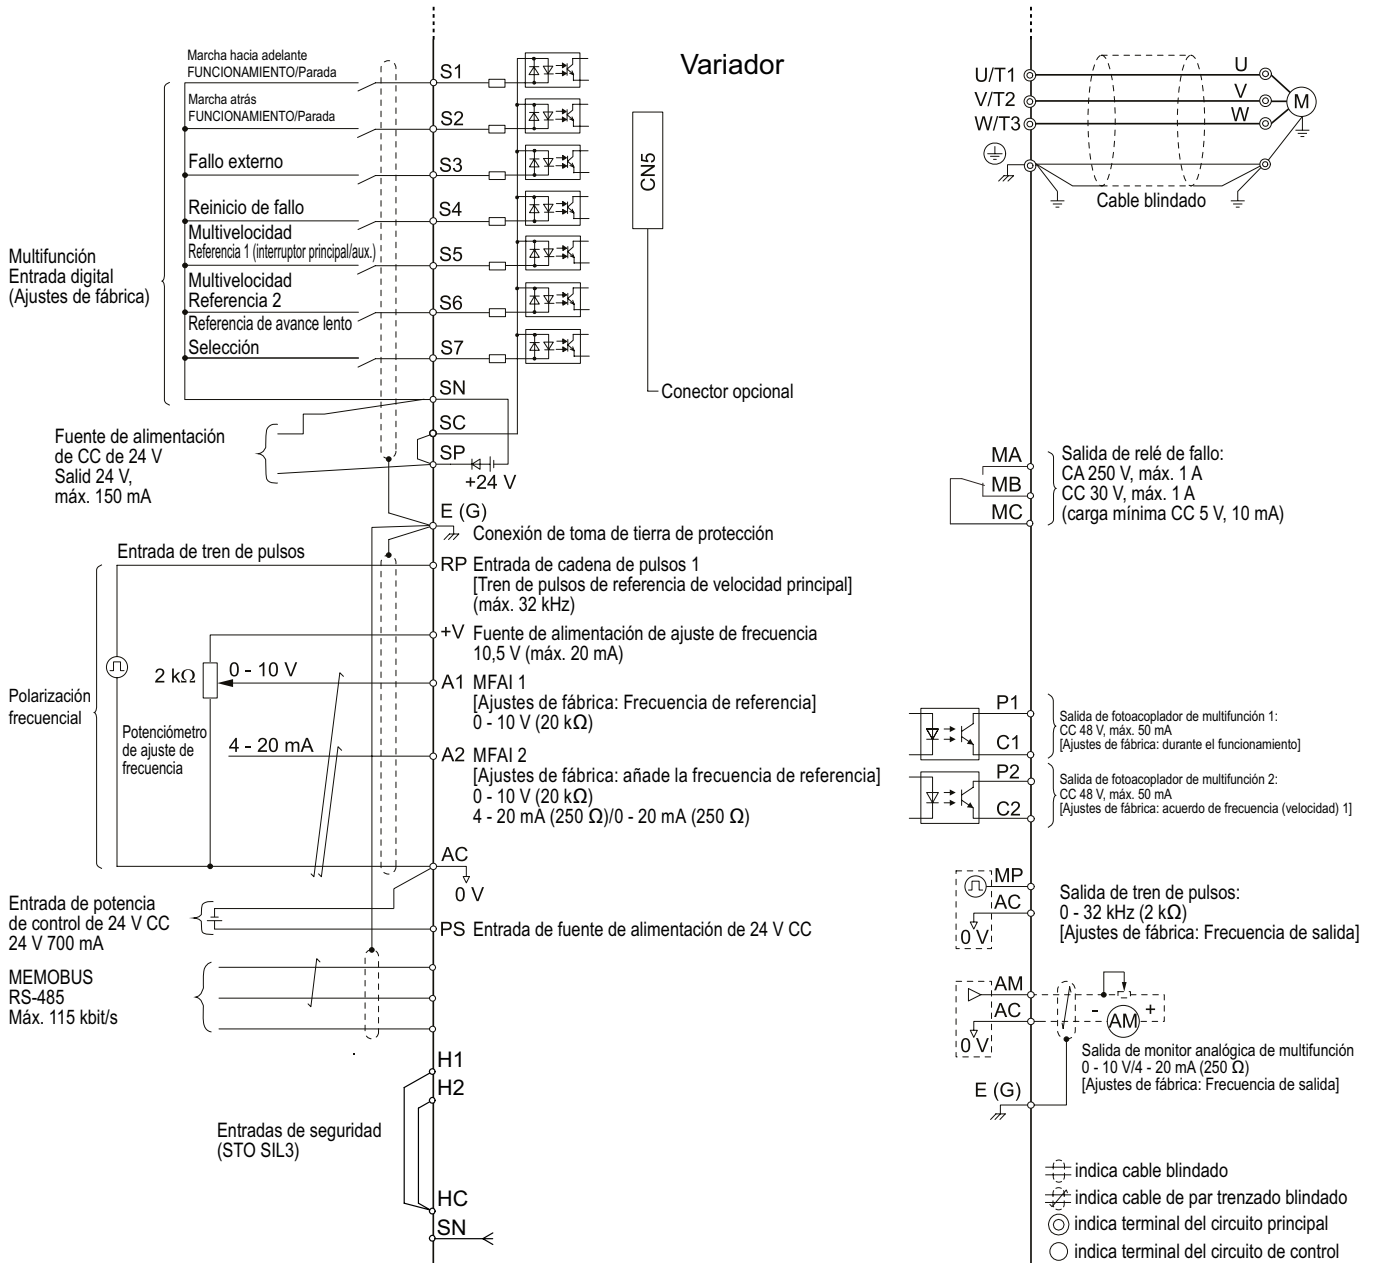 Variador
Marcha hacia adelante
FUNCIONAMIENTO/Parada
S1
Marcha atrás
FUNCIONAMIENTO/Parada
S2
Fallo externo
S3
Reinicio de fallo
S4
Multivelocidad
Referencia 1 (interruptor principal/aux.)
S5
Multivelocidad
Referencia 2
S6
Referencia de avance lento
Selección
S7
Multifunción
Entrada digital
(Ajustes de fábrica)
SN
SC
SP
+24 V
Fuente de alimentación
de CC de 24 V
Salid 24 V,
máx. 150 mA
CN5
Conector opcional
E (G)
Conexión de toma de tierra de protección
Entrada de tren de pulsos
RP Entrada de cadena de pulsos 1
[Tren de pulsos de referencia de velocidad principal]
(máx. 32 kHz)
+V Fuente de alimentación de ajuste de frecuencia
10,5 V (máx. 20 mA)
2 kΩ
0 - 10 V
A1 MFAI 1
[Ajustes de fábrica: Frecuencia de referencia]
0 - 10 V (20 kΩ)
Polarización
frecuencial
Potenciómetro
de ajuste de
frecuencia
4 - 20 mA
A2 MFAI 2
[Ajustes de fábrica: añade la frecuencia de referencia]
0 - 10 V (20 kΩ)
4 - 20 mA (250 Ω)/0 - 20 mA (250 Ω)
AC
0 V
Entrada de potencia
de control de 24 V CC
24 V 700 mA
PS Entrada de fuente de alimentación de 24 V CC
MEMOBUS
RS-485
Máx. 115 kbit/s
H1
H2
Entradas de seguridad
(STO SIL3)
HC
SN
U/T1
V/T2
W/T3
U
V
W
M
Cable blindado
MA
MB
MC
Salida de relé de fallo:
CA 250 V, máx. 1 A
CC 30 V, máx. 1 A
(carga mínima CC 5 V, 10 mA)
P1
C1
Salida de fotoacoplador de multifunción 1:
CC 48 V, máx. 50 mA
[Ajustes de fábrica: durante el funcionamiento]
P2
C2
Salida de fotoacoplador de multifunción 2:
CC 48 V, máx. 50 mA
[Ajustes de fábrica: acuerdo de frecuencia (velocidad) 1]
MP
AC
0 V
Salida de tren de pulsos:
0 - 32 kHz (2 kΩ)
[Ajustes de fábrica: Frecuencia de salida]
AM
AC
0 V
- +
AM
Salida de monitor analógica de multifunción
0 - 10 V/4 - 20 mA (250 Ω)
[Ajustes de fábrica: Frecuencia de salida]
E (G)
indica cable blindado
indica cable de par trenzado blindado
indica terminal del circuito principal
indica terminal del circuito de control